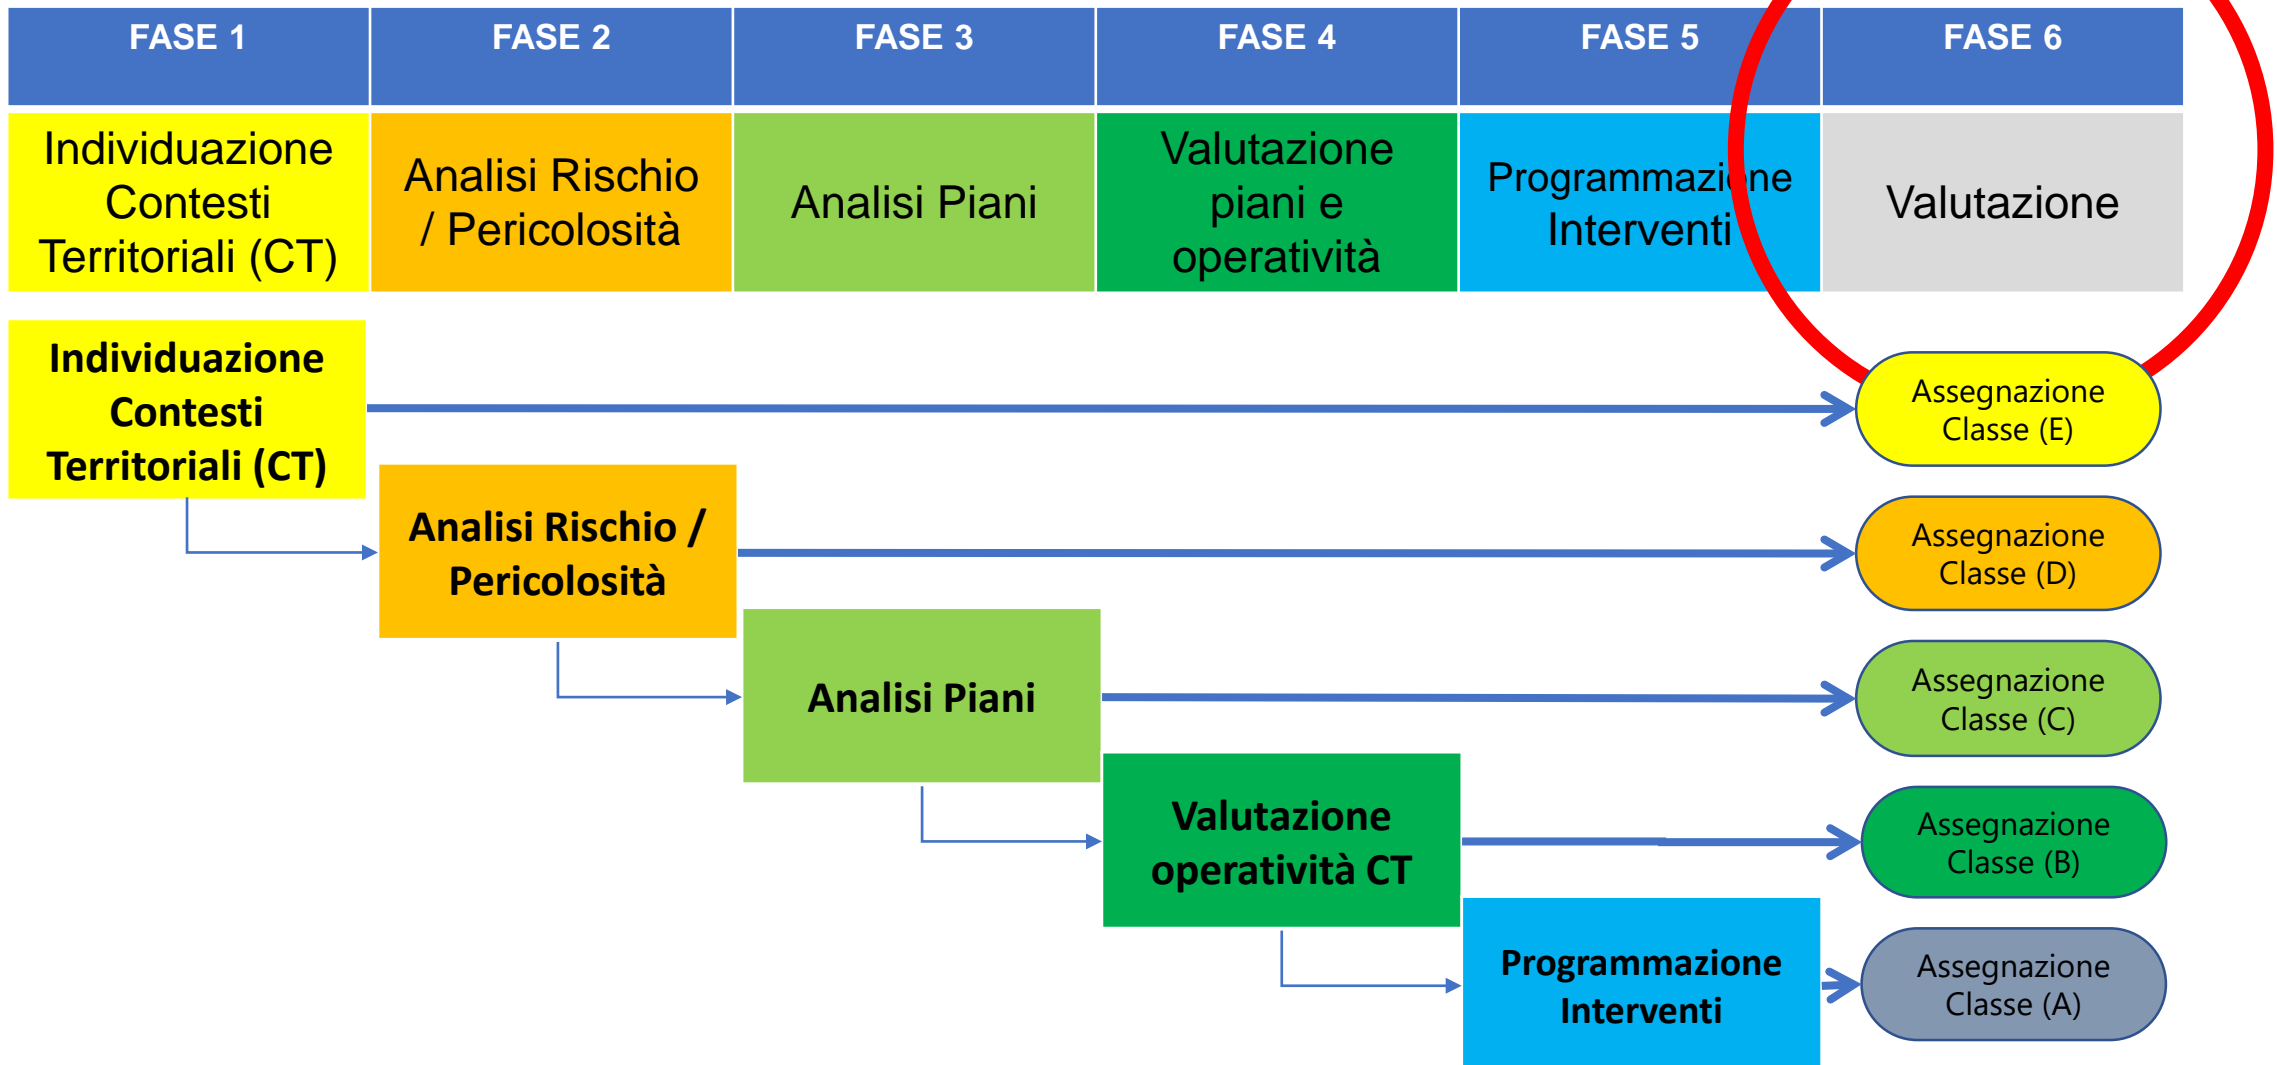 FASE 1
FASE 2
FASE 3
FASE 4
FASE 5
FASE 6
Individuazione
Contesti
Territoriali (CT)
Analisi Rischio
/ Pericolosità
Analisi Piani
Valutazione
piani e
operatività
Programmazione
Interventi
Valutazione
Individuazione
Contesti
Territoriali (CT)
Assegnazione
Classe (E)
Analisi Rischio /
Pericolosità
Assegnazione
Classe (D)
Analisi Piani
Assegnazione
Classe (C)
Valutazione
operatività CT
Assegnazione
Classe (B)
Programmazione
Interventi
Assegnazione
Classe (A)